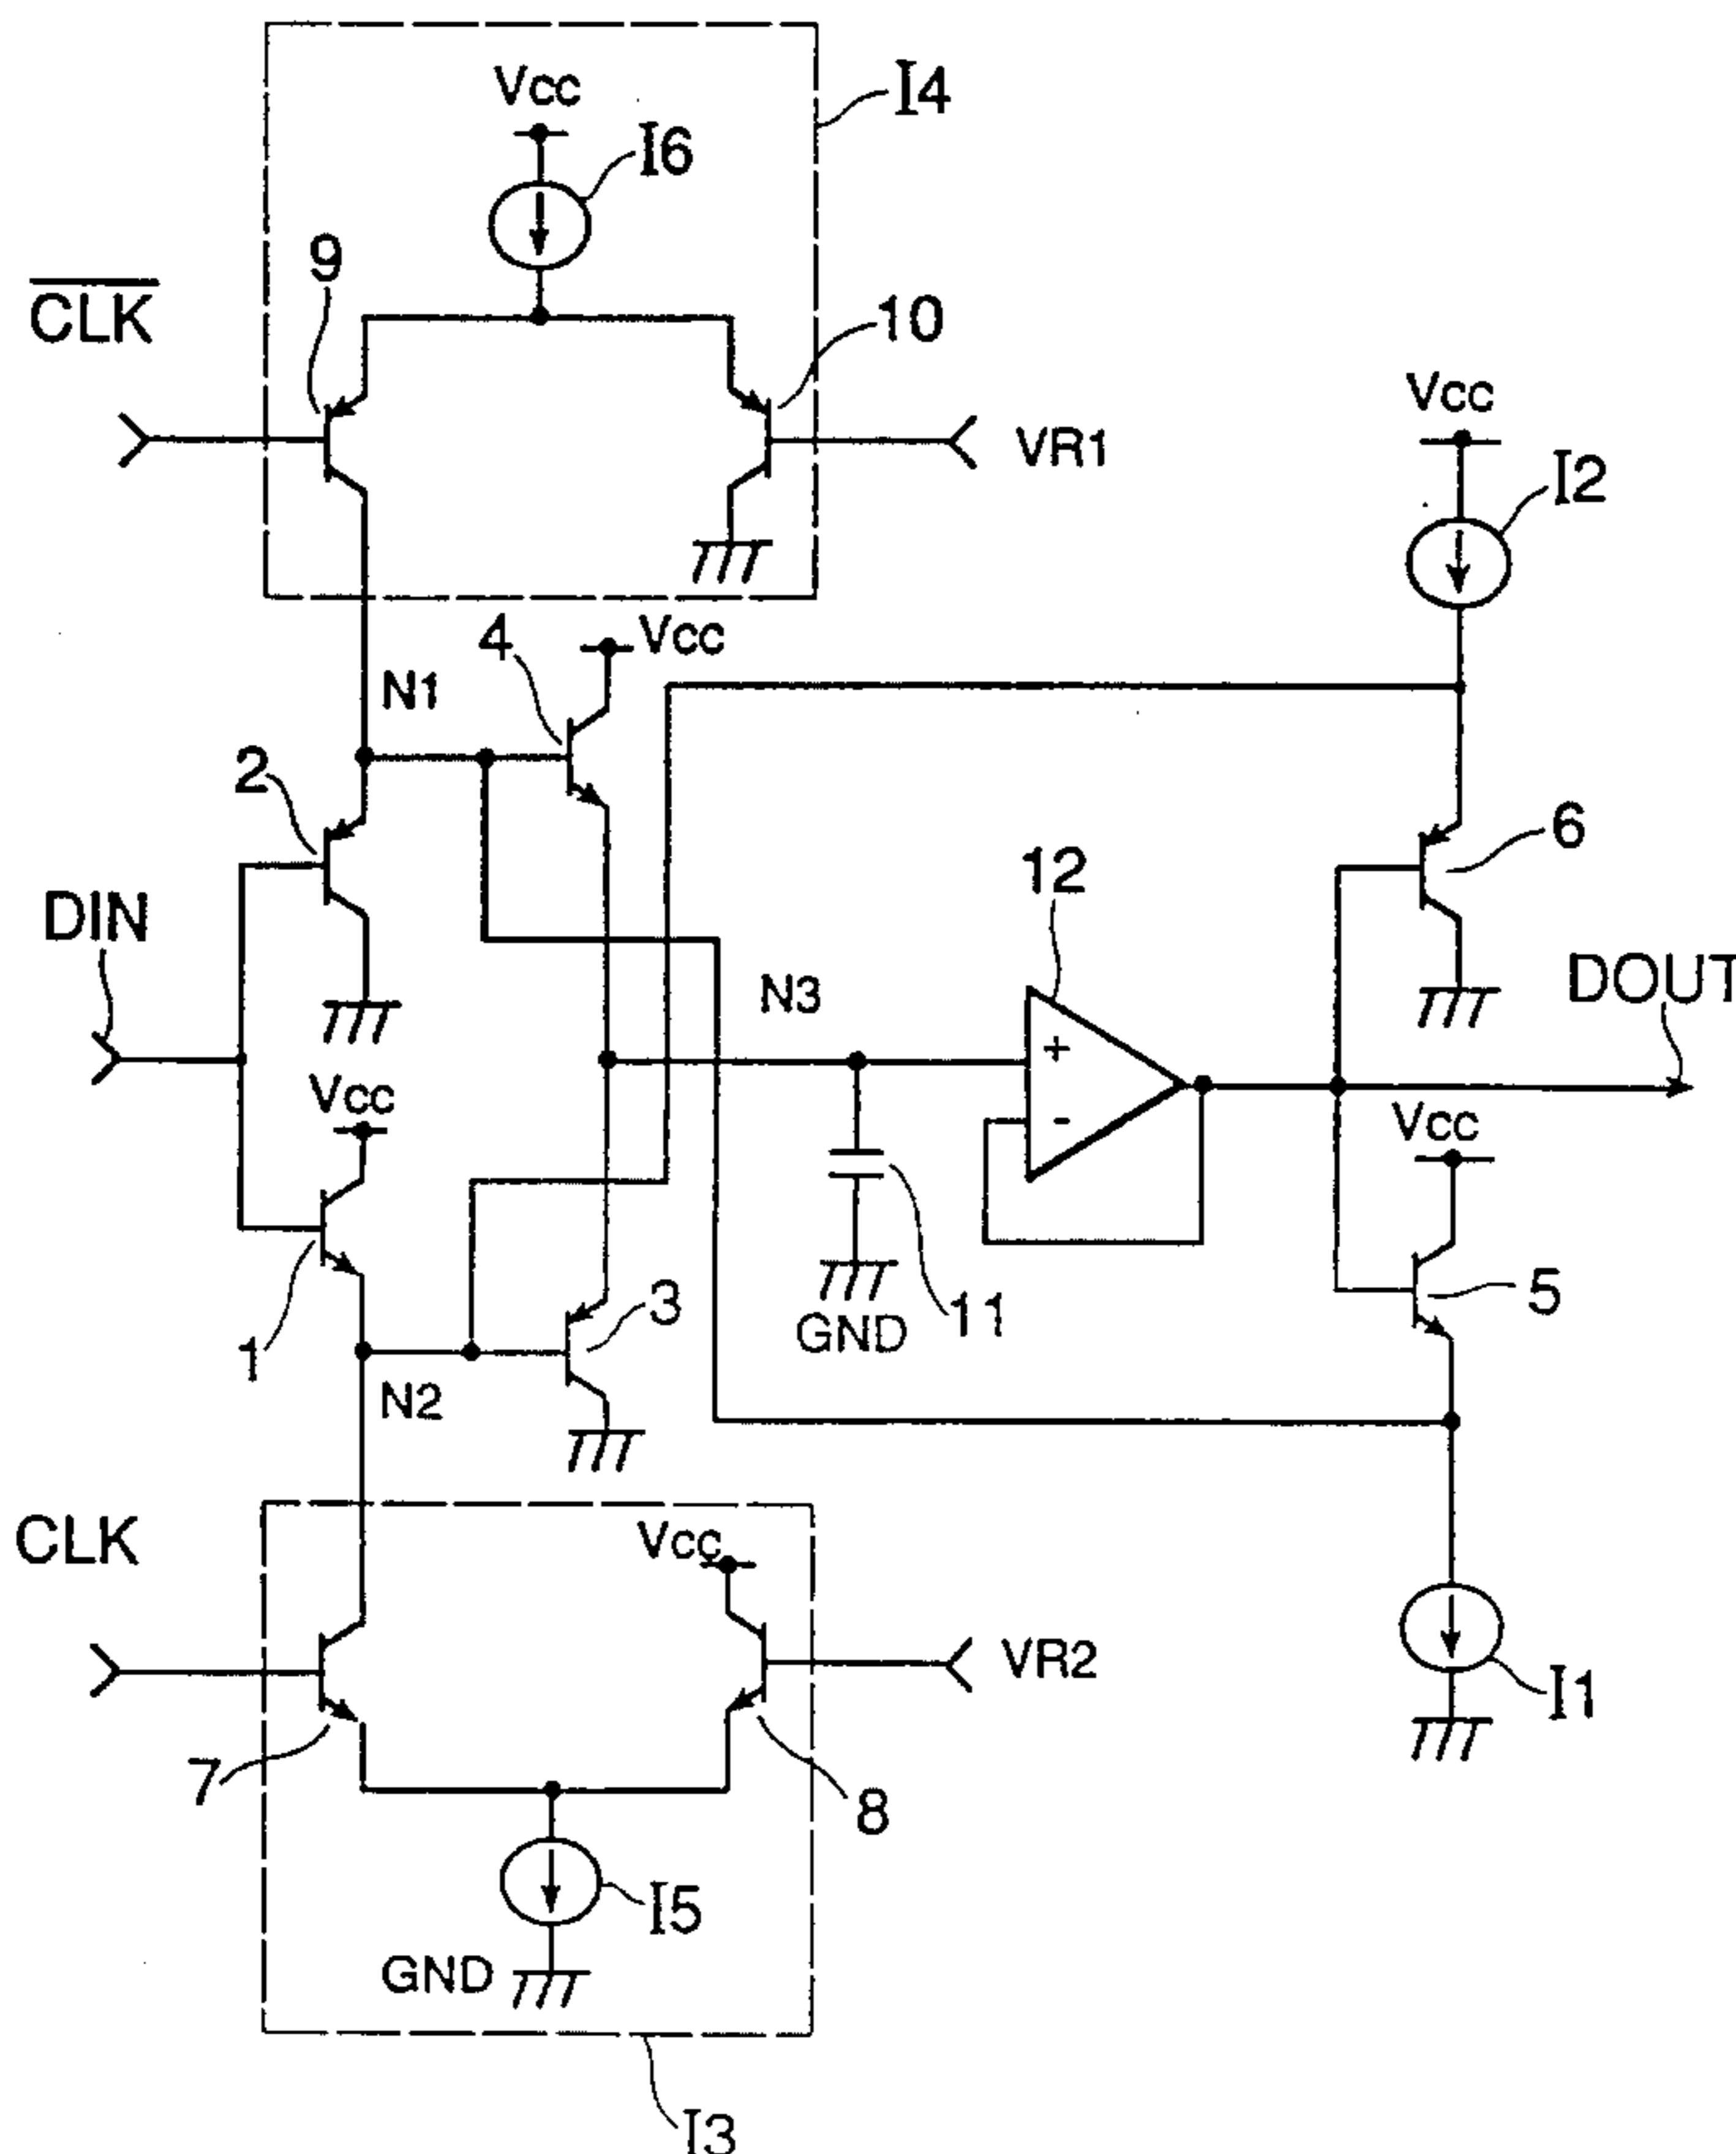 I4
Vcc
I6
9
CLK
10
VR1
Vcc
I2
4
Vcc
N1
2
6
12
DIN
N3
DOUT
+
Vcc
-
Vcc
1
3
11
5
GND
N2
CLK
Vcc
VR2
I1
7
8
I5
GND
I3